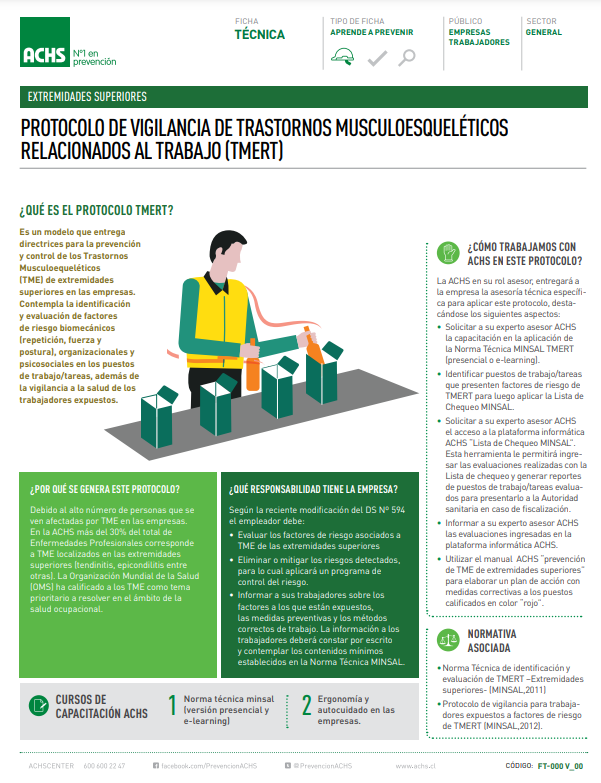 ACHS
Nº1 en
prevención
FICHA
TÉCNICA
TIPO DE FICHA
APRENDE A PREVENIR
PÚBLICO
EMPRESAS
TRABAJADORES
SECTOR
GENERAL
EXTREMIDADES SUPERIORES
PROTOCOLO DE VIGILANCIA DE TRASTORNOS MUSCULOESQUELÉTICOS
RELACIONADOS AL TRABAJO (TMERT)
¿QUÉ ES EL PROTOCOLO TMERT?
Es un modelo que entrega
directrices para la prevención
y control de los Trastornos
Musculoequeléticos
(TME) de extremidades
superiores en las empresas.
Contempla la identificación
y evaluación de factores
de riesgo biomecánicos
(repetición, fuerza y
postura), organizacionales y
psicosociales en los puestos
de trabajo/tareas, además de
la vigilancia a la salud de los
trabajadores expuestos.
¿POR QUÉ SE GENERA ESTE PROTOCOLO?
Debido al alto número de personas que se
ven afectadas por TME en las empresas.
En la ACHS más del 30% del total de
Enfermedades Profesionales corresponde
a TME localizados en las extremidades
superiores (tendinitis, epicondilitis entre
otras). La Organización Mundial de la Salud
(OMS) ha calificado a los TME como tema
prioritario a resolver en el ámbito de la
salud ocupacional.
¿QUÉ RESPONSABILIDAD TIENE LA EMPRESA?
Según la reciente modificación del DS Nº 594
el empleador debe:
• Evaluar los factores de riesgo asociados a
TME de las extremidades superiores
• Eliminar o mitigar los riesgos detectados,
para lo cual aplicará un programa de
control del riesgo.
• Informar a sus trabajadores sobre los
factores a los que están expuestos,
las medidas preventivas y los métodos
correctos de trabajo. La información a los
trabajadores deberá constar por escrito
y contemplar los contenidos mínimos
establecidos en la Norma Técnica MINSAL.
¿CÓMO TRABAJAMOS CON
ACHS EN ESTE PROTOCOLO?
La ACHS en su rol asesor, entregará a
la empresa la asesoría técnica específi-
ca para aplicar este protocolo, desta-
cándose los siguientes aspectos:
• Solicitar a su experto asesor ACHS
la capacitación en la aplicación de
la Norma Técnica MINSAL TMERT
(presencial o e-learning).
• Identificar puestos de trabajo/tareas
que presenten factores de riesgo de
TMERT para luego aplicar la Lista de
Chequeo MINSAL.
• Solicitar a su experto asesor ACHS
el acceso a la plataforma informática
ACHS "Lista de Chequeo MINSAL".
Esta herramienta le permitirá ingre-
sar las evaluaciones realizadas con la
Lista de chequeo y generar reportes
de puestos de trabajo/tareas evalua-
dos para presentarlo a la Autoridad
sanitaria en caso de fiscalización.
• Informar a su experto asesor ACHS
las evaluaciones ingresadas en la
plataforma informática ACHS.
• Utilizar el manual ACHS "prevención
de TME de extremidades superiores"
para elaborar un plan de acción con
medidas correctivas a los puestos
calificados en color "rojo".
NORMATIVA
ASOCIADA
•Norma Técnica de identificación y
evaluación de TMERT –Extremidades
superiores- (MINSAL,2011)
•Protocolo de vigilancia para trabaja-
dores expuestos a factores de riesgo
de TMERT (MINSAL,2012).
CURSOS DE
CAPACITACIÓN ACHS
1 Norma técnica minsal
(versión presencial y
e-learning)
2 Ergonomía y
autocuidado en las
empresas.
ACHSCENTER 600 600 22 47
facebook.com/PrevencionACHS
@PrevencionACHS
www.achs.cl
CÓDIGO: FT-000 V_00